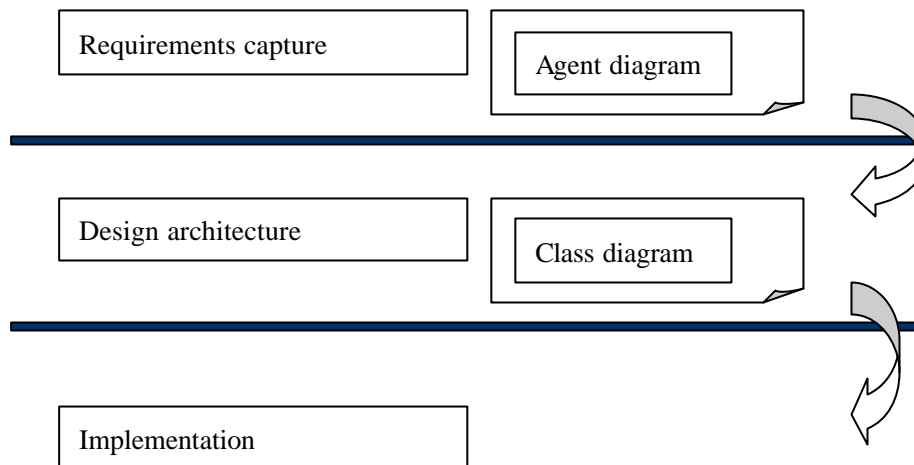 Requirements capture
Agent diagram
Design architecture
Class diagram
Implementation